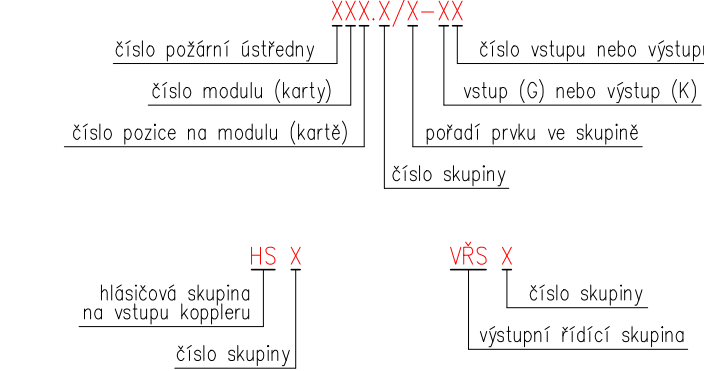 XXX.X/X-XX
číslo požární ústředny
číslo vstupu nebo výstupu
číslo modulu (karty)
vstup (G) nebo výstup (K)
číslo pozice na modulu (kartě)
pořadí prvku ve skupině
číslo skupiny
HS X
VŘS X
hlásičová skupina
na vstupu koppleru
číslo skupiny
číslo skupiny
výstupní řídící skupina